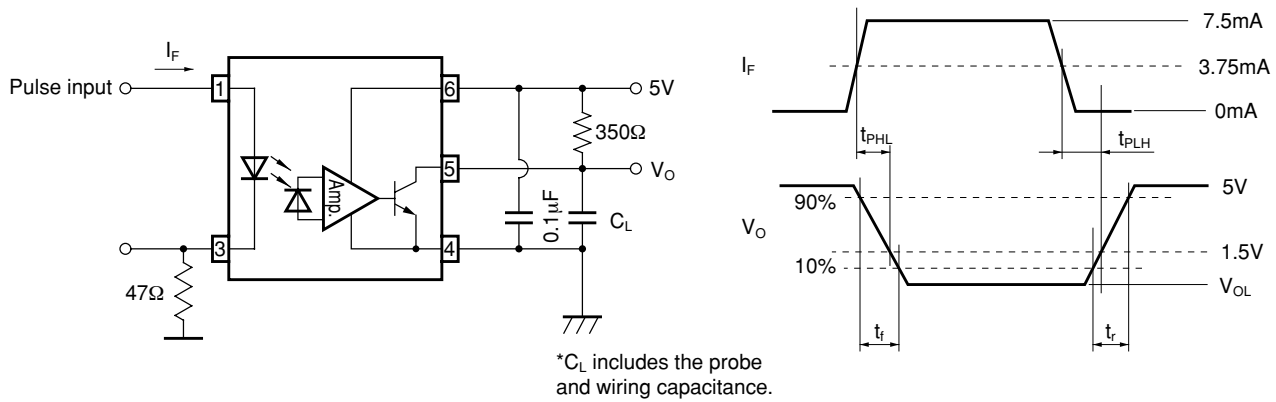 I_F
Pulse input
1
6
5V
350Ω
5
V_O
Amp.
0.1μF
C_L
3
4
47Ω
*C_L includes the probe
and wiring capacitance.
7.5mA
I_F
3.75mA
0mA
t_PHL
t_PLH
5V
90%
V_O
1.5V
10%
V_OL
t_f
t_r